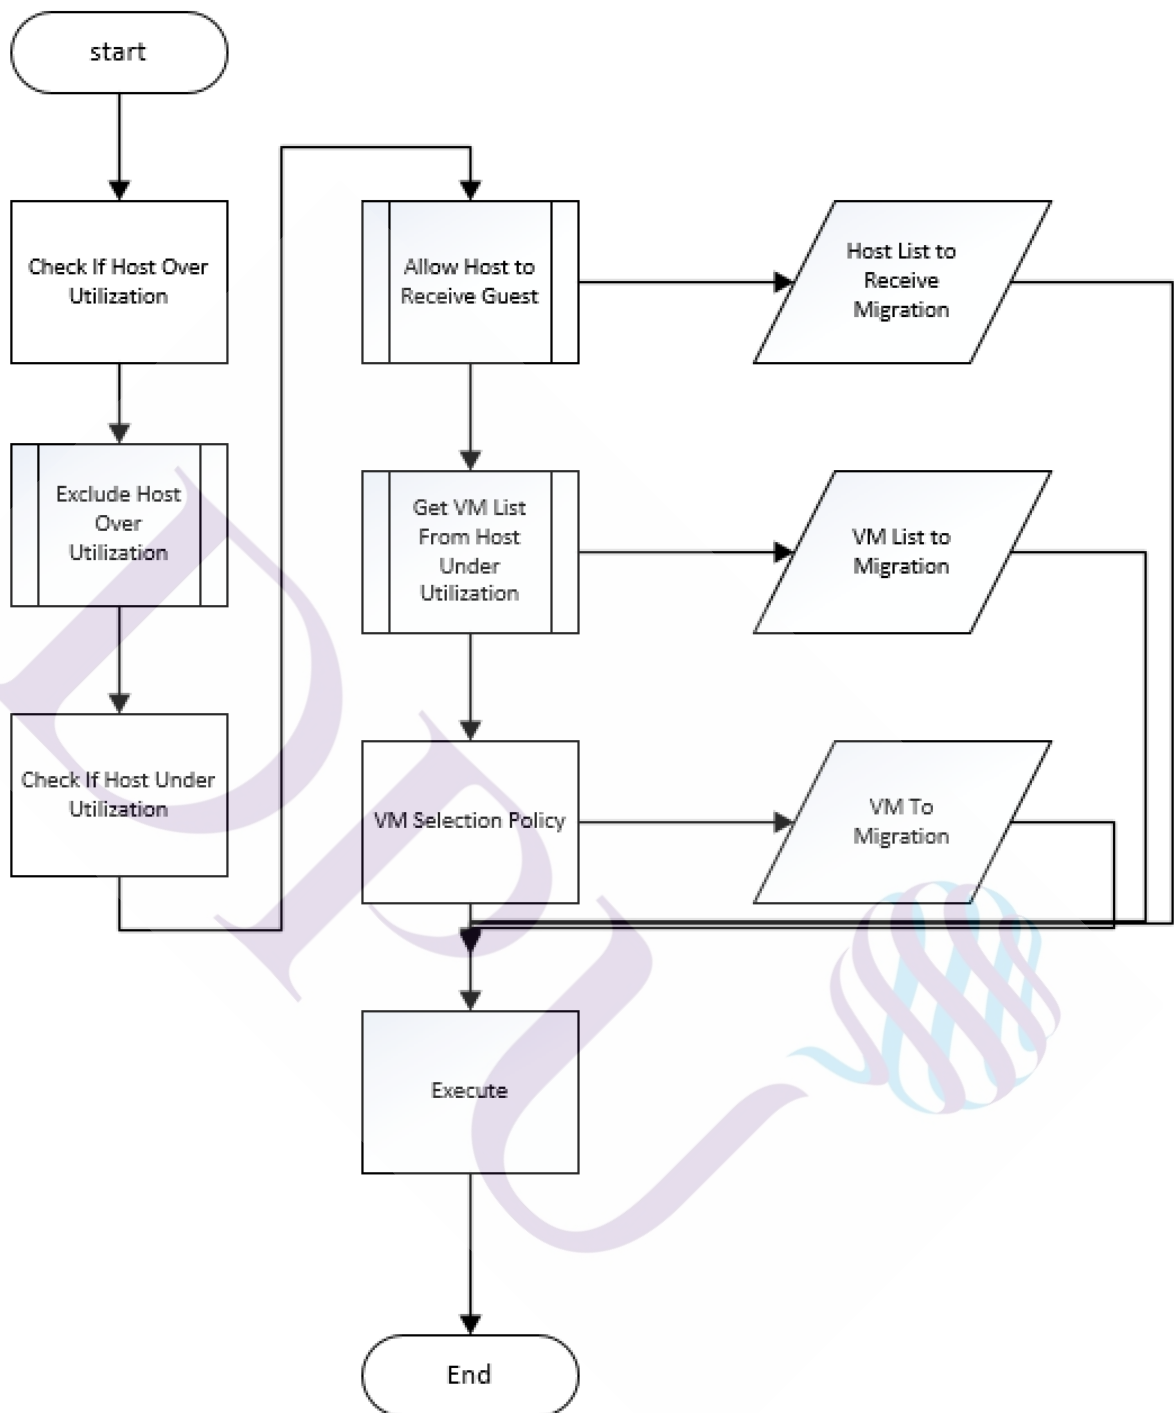 start
Check If Host Over
Utilization
Exclude Host
Over
Utilization
Check If Host Under
Utilization
Allow Host to
Receive Guest
Host List to
Receive
Migration
Get VM List
From Host
Under
Utilization
VM List to
Migration
VM Selection Policy
VM To
Migration
Execute
End
DPU